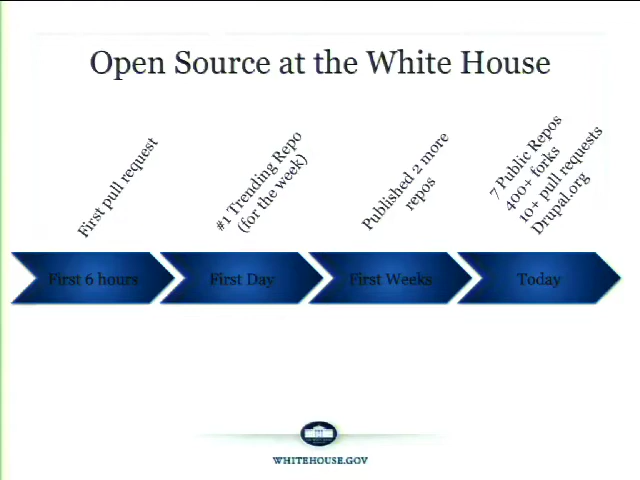 Open Source at the White House
First pull request
#1 Trending Repo
(for the week)
Published 2 more
repos
7 Public Repos
400+ forks
10+ pull requests
Drupal.org
First 6 hours
First Day
First Weeks
Today
WHITEHOUSE.GOV